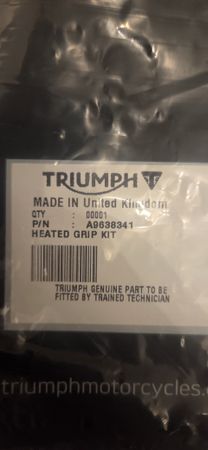 TRIUMPH
MADE IN United Kingdom
QTY : 00001
P/N : A9638341
HEATED GRIP KIT
TRIUMPH GENUINE PART TO BE
FITTED BY TRAINED TECHNICIAN
triumphmotorcycles.